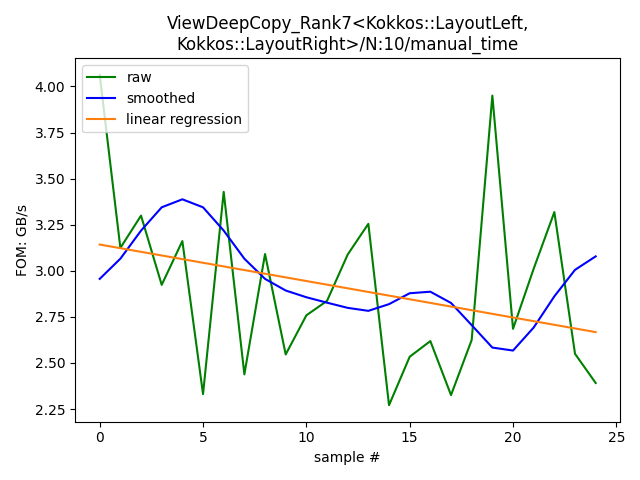 ViewDeepCopy_Rank7<Kokkos::LayoutLeft,
Kokkos::LayoutRight>/N:10/manual_time
raw
smoothed
linear regression
FOM: GB/s
4.00
3.75
3.50
3.25
3.00
2.75
2.50
2.25
0
5
10
15
20
25
sample #